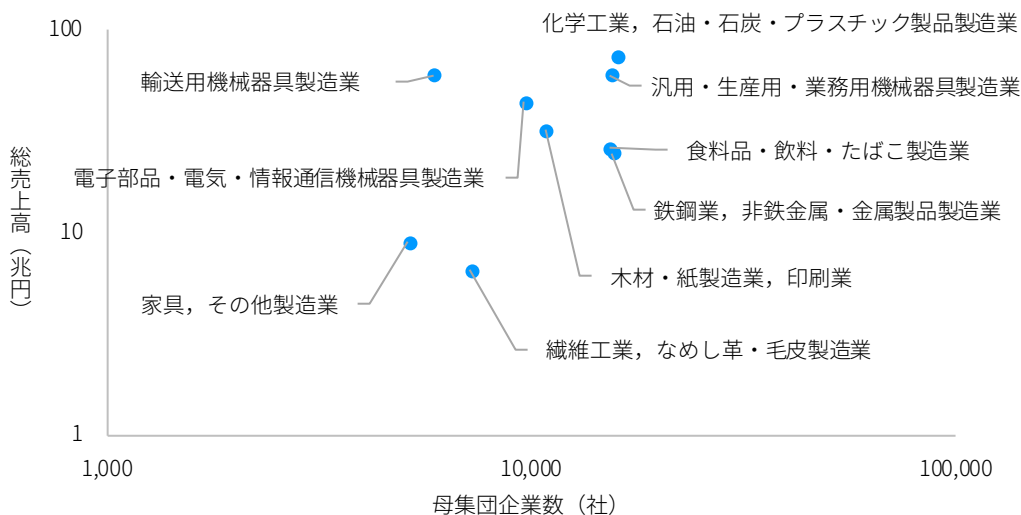 100
化学工業，石油・石炭・プラスチック製品製造業
輸送用機械器具製造業
汎用・生産用・業務用機械器具製造業
食料品・飲料・たばこ製造業
電子部品・電気・情報通信機械器具製造業
鉄鋼業，非鉄金属・金属製品製造業
総売上高（兆円）
10
木材・紙製造業，印刷業
家具，その他製造業
繊維工業，なめし革・毛皮製造業
1
1,000
10,000
100,000
母集団企業数（社）